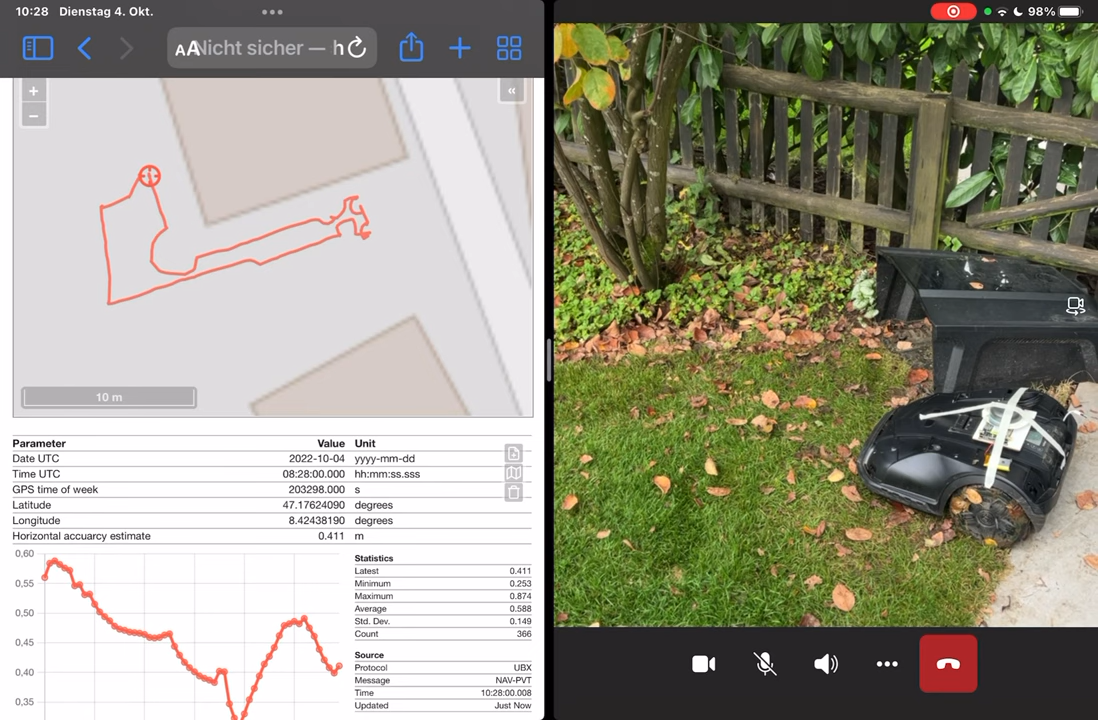 10:28 Dienstag 4. Okt.
98%
AA Nicht sicher — h
+
−
«
10 m
Parameter Value Unit
Date UTC 2022-10-04 yyyy-mm-dd
Time UTC 08:28:00.000 hh:mm:ss.sss
GPS time of week 203298.000 s
Latitude 47.17624090 degrees
Longitude 8.42438190 degrees
Horizontal accuarcy estimate 0.411 m
0,60
0,55
0,50
0,45
0,40
0,35
Statistics
Latest 0.411
Minimum 0.253
Maximum 0.874
Average 0.588
Std. Dev. 0.149
Count 366
Source
Protocol UBX
Message NAV-PVT
Time 10:28:00.008
Updated Just Now